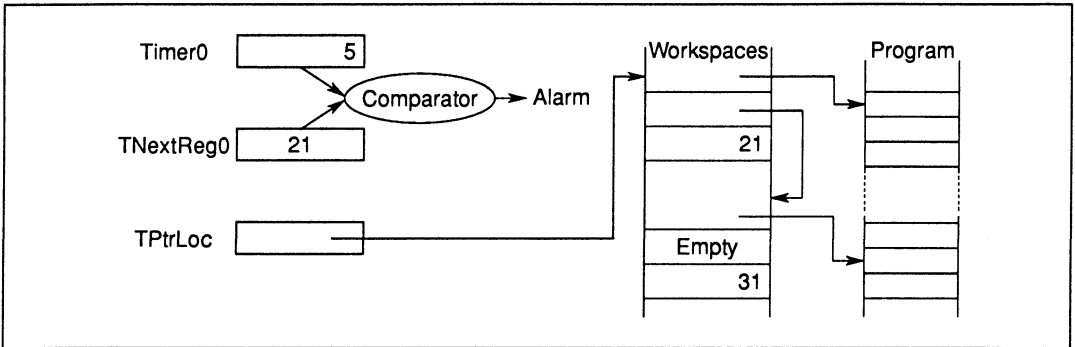 Timer0
5
Comparator
Alarm
TNextReg0
21
TPtrLoc
Workspaces
21
Empty
31
Program